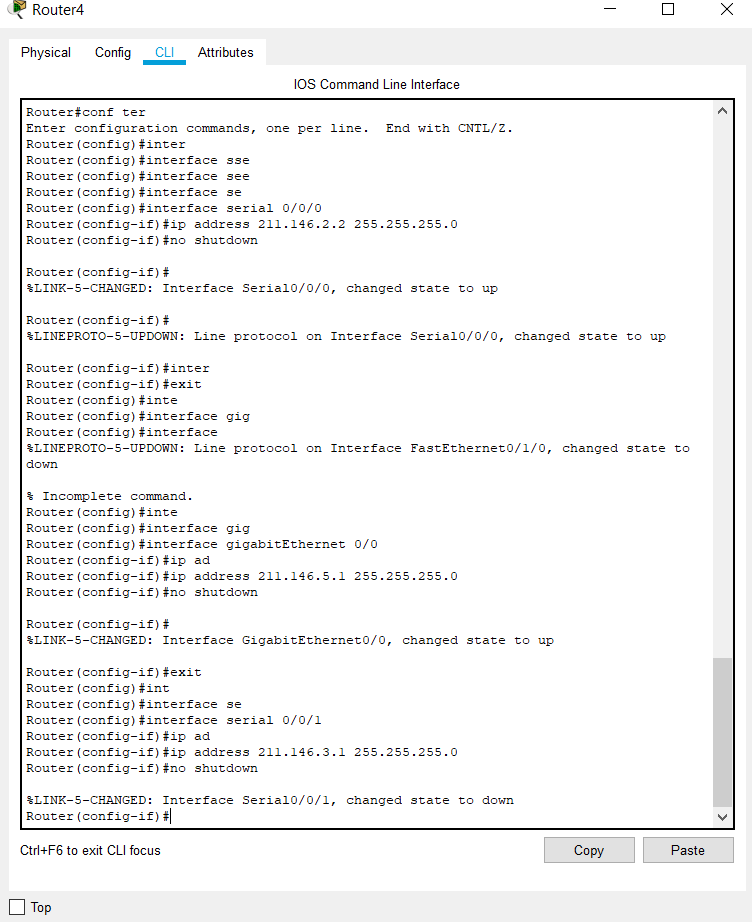 Router4
Physical Config CLI Attributes
IOS Command Line Interface
Router#conf ter
Enter configuration commands, one per line.  End with CNTL/Z.
Router(config)#inter
Router(config)#interface sse
Router(config)#interface see
Router(config)#interface se
Router(config)#interface serial 0/0/0
Router(config-if)#ip address 211.146.2.2 255.255.255.0
Router(config-if)#no shutdown
Router(config-if)#
%LINK-5-CHANGED: Interface Serial0/0/0, changed state to up
Router(config-if)#
%LINEPROTO-5-UPDOWN: Line protocol on Interface Serial0/0/0, changed state to up
Router(config-if)#inter
Router(config-if)#exit
Router(config)#inte
Router(config)#interface gig
Router(config)#interface
%LINEPROTO-5-UPDOWN: Line protocol on Interface FastEthernet0/1/0, changed state to
down
% Incomplete command.
Router(config)#inte
Router(config)#interface gig
Router(config)#interface gigabitEthernet 0/0
Router(config-if)#ip ad
Router(config-if)#ip address 211.146.5.1 255.255.255.0
Router(config-if)#no shutdown
Router(config-if)#
%LINK-5-CHANGED: Interface GigabitEthernet0/0, changed state to up
Router(config-if)#exit
Router(config)#int
Router(config)#interface se
Router(config)#interface serial 0/0/1
Router(config-if)#ip ad
Router(config-if)#ip address 211.146.3.1 255.255.255.0
Router(config-if)#no shutdown
%LINK-5-CHANGED: Interface Serial0/0/1, changed state to down
Router(config-if)#
Ctrl+F6 to exit CLI focus
Copy Paste
Top